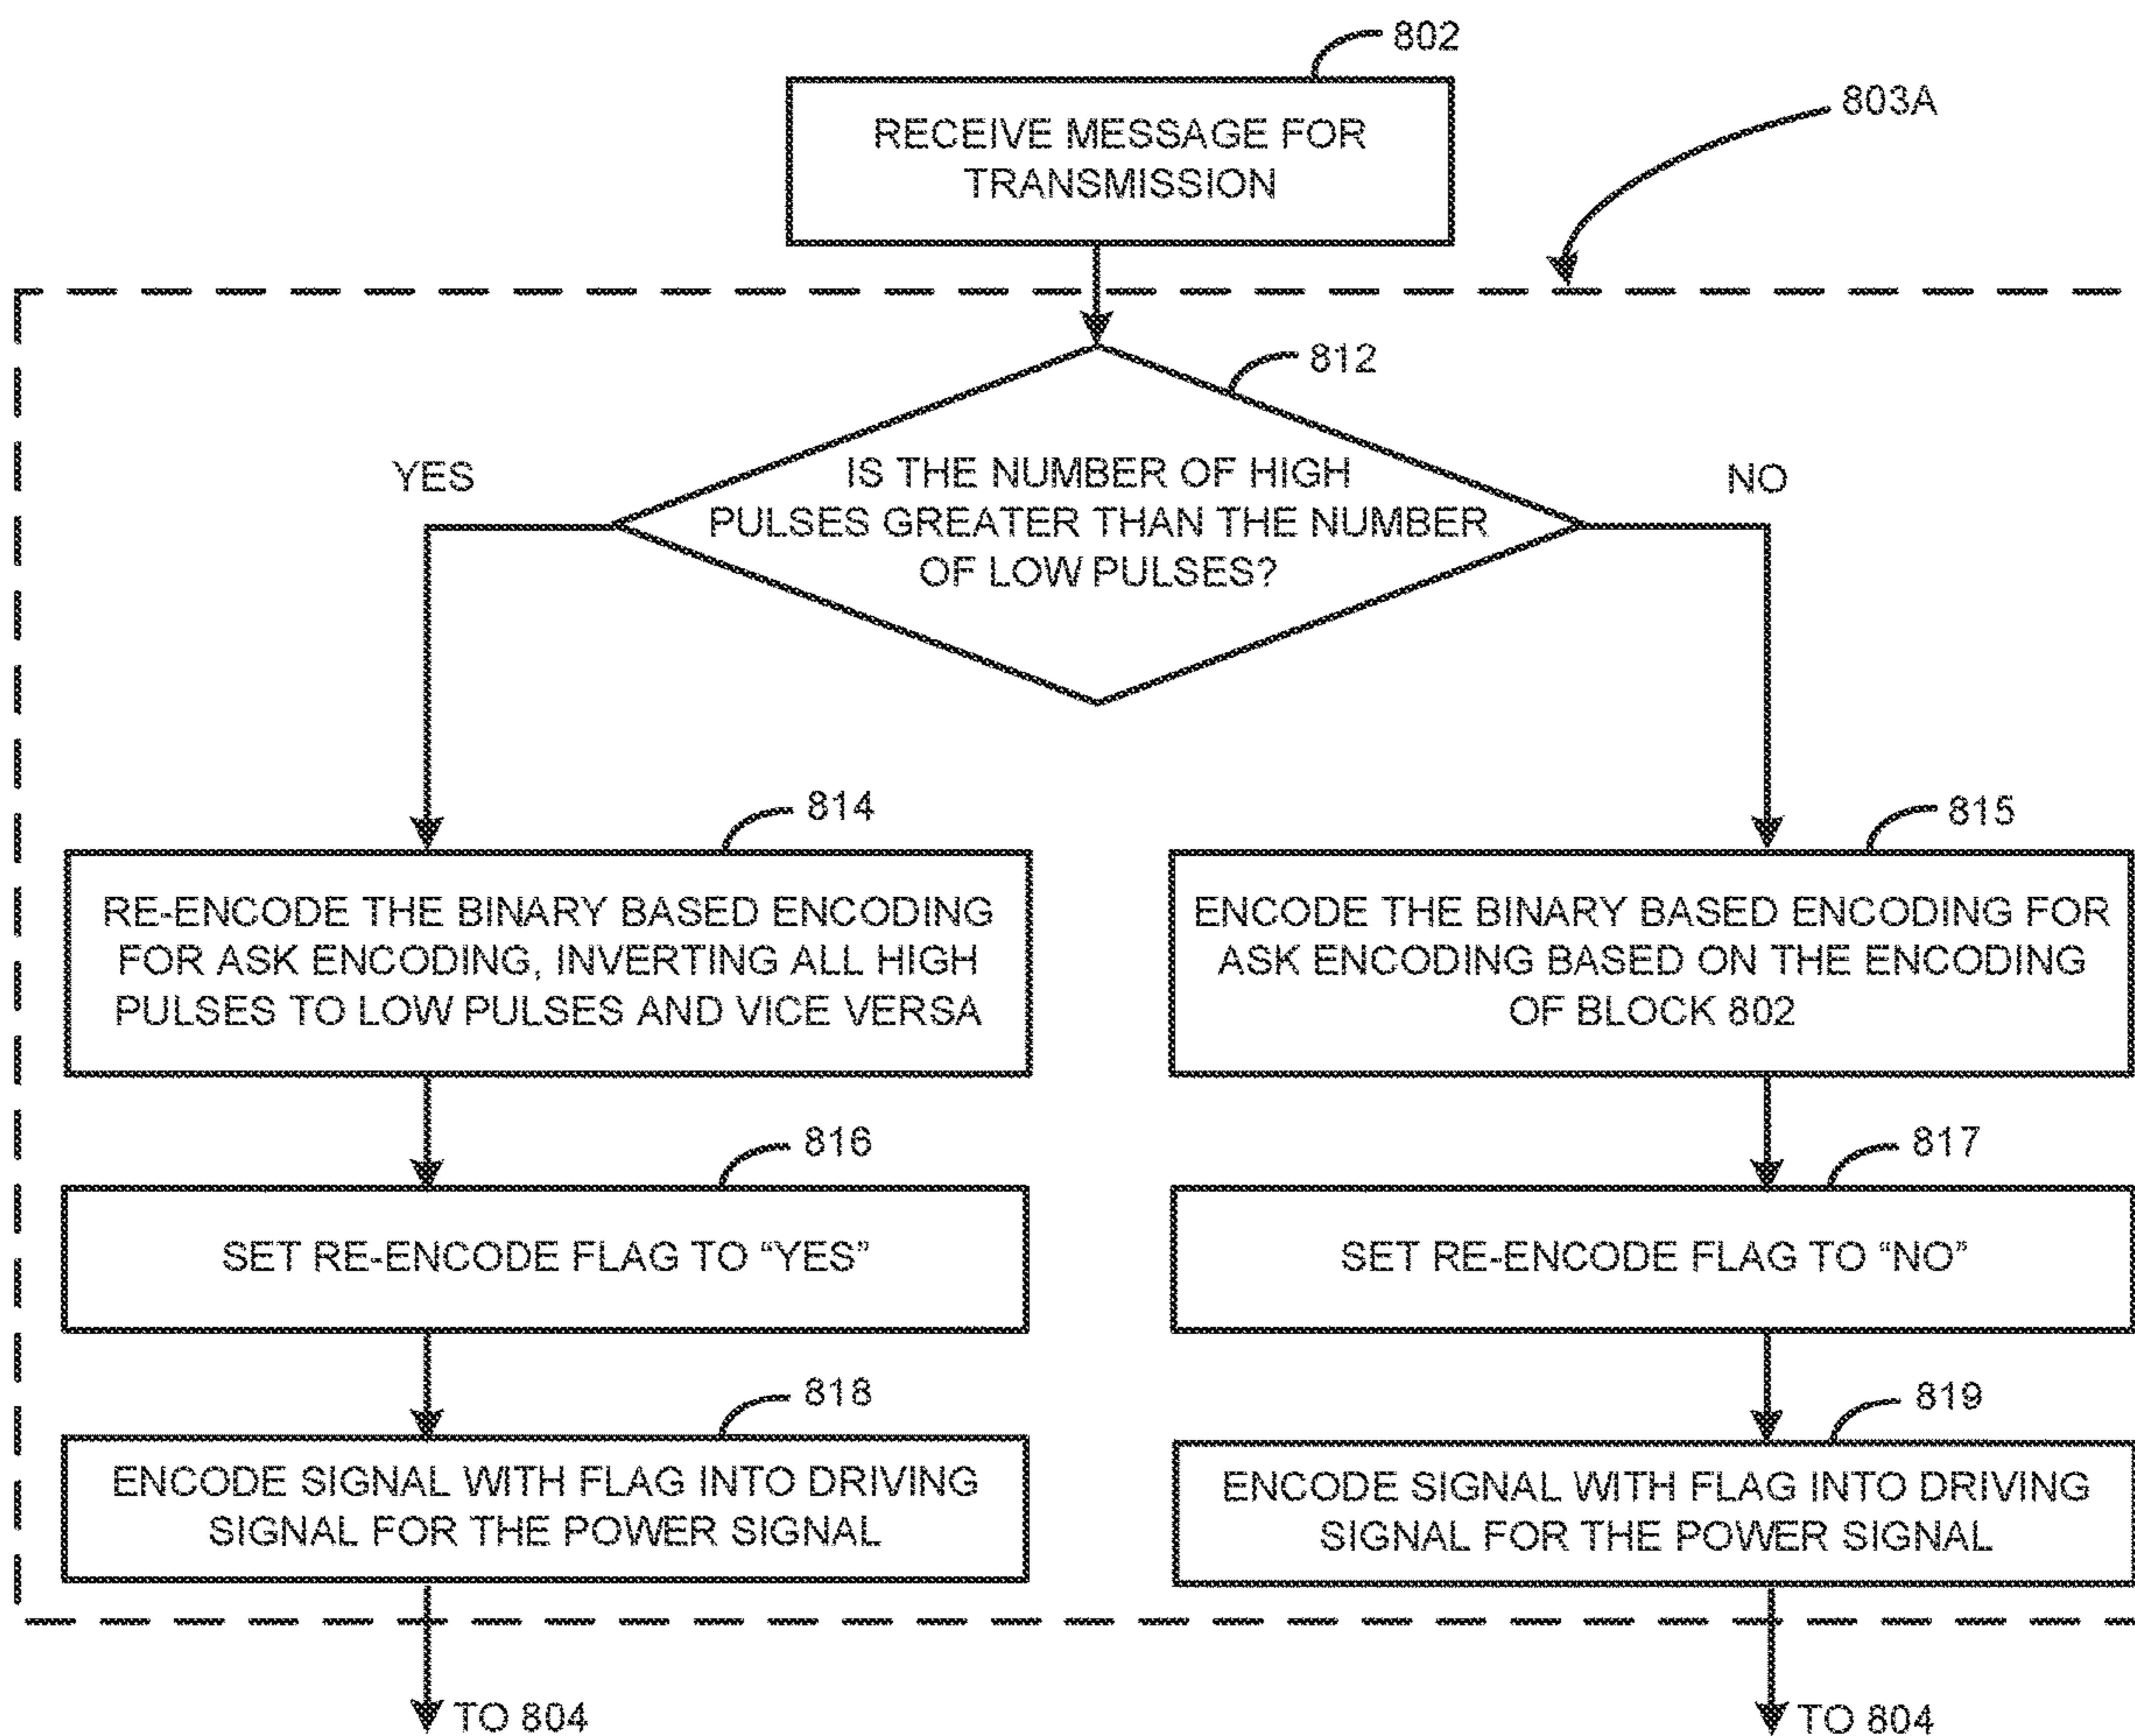 802
RECEIVE MESSAGE FOR
TRANSMISSION
803A
812
IS THE NUMBER OF HIGH
PULSES GREATER THAN THE NUMBER
OF LOW PULSES?
YES
NO
814
RE-ENCODE THE BINARY BASED ENCODING
FOR ASK ENCODING, INVERTING ALL HIGH
PULSES TO LOW PULSES AND VICE VERSA
815
ENCODE THE BINARY BASED ENCODING FOR
ASK ENCODING BASED ON THE ENCODING
OF BLOCK 802
816
SET RE-ENCODE FLAG TO “YES”
817
SET RE-ENCODE FLAG TO “NO”
818
ENCODE SIGNAL WITH FLAG INTO DRIVING
SIGNAL FOR THE POWER SIGNAL
819
ENCODE SIGNAL WITH FLAG INTO DRIVING
SIGNAL FOR THE POWER SIGNAL
TO 804
TO 804